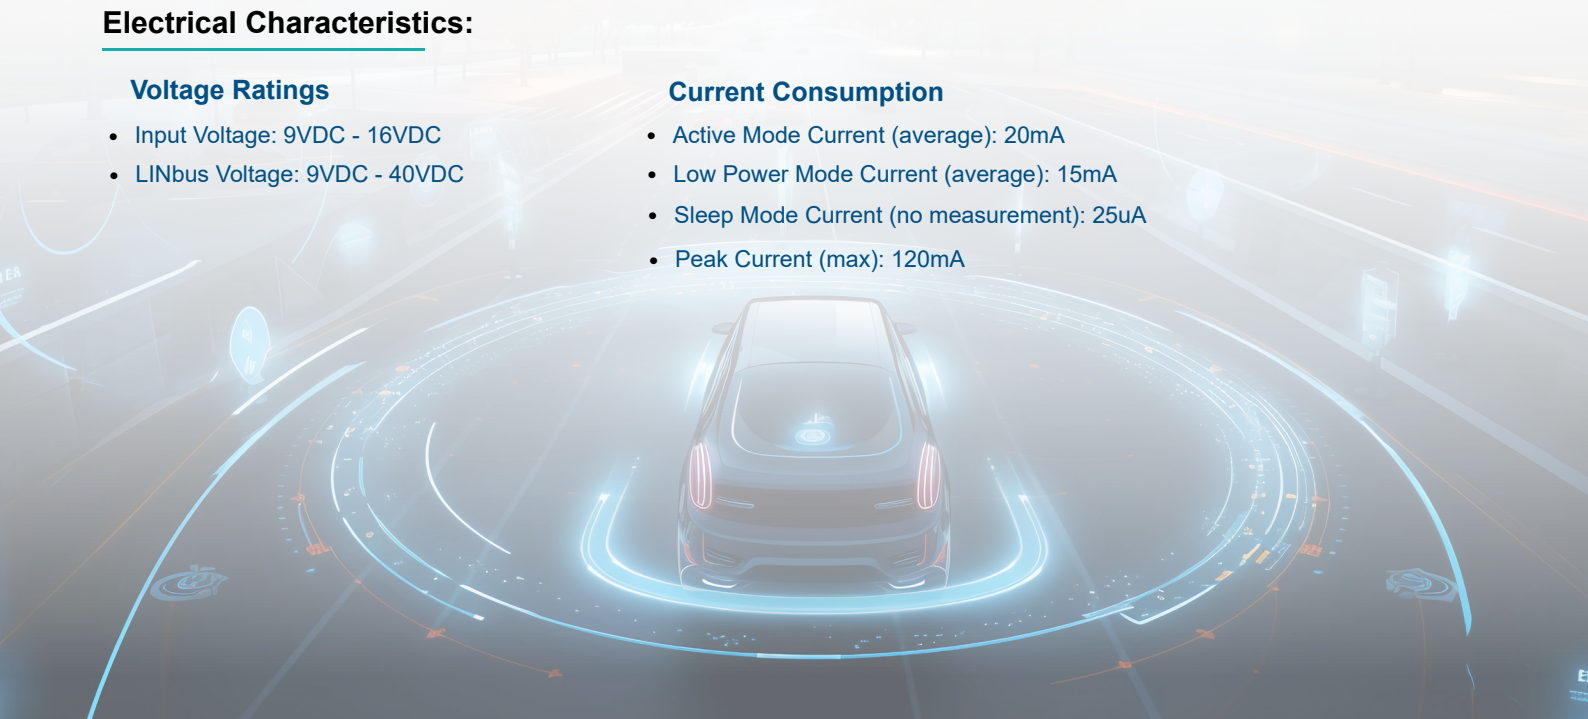 Electrical Characteristics:
Voltage Ratings
• Input Voltage: 9VDC - 16VDC
• LINbus Voltage: 9VDC - 40VDC
Current Consumption
• Active Mode Current (average): 20mA
• Low Power Mode Current (average): 15mA
• Sleep Mode Current (no measurement): 25uA
• Peak Current (max): 120mA